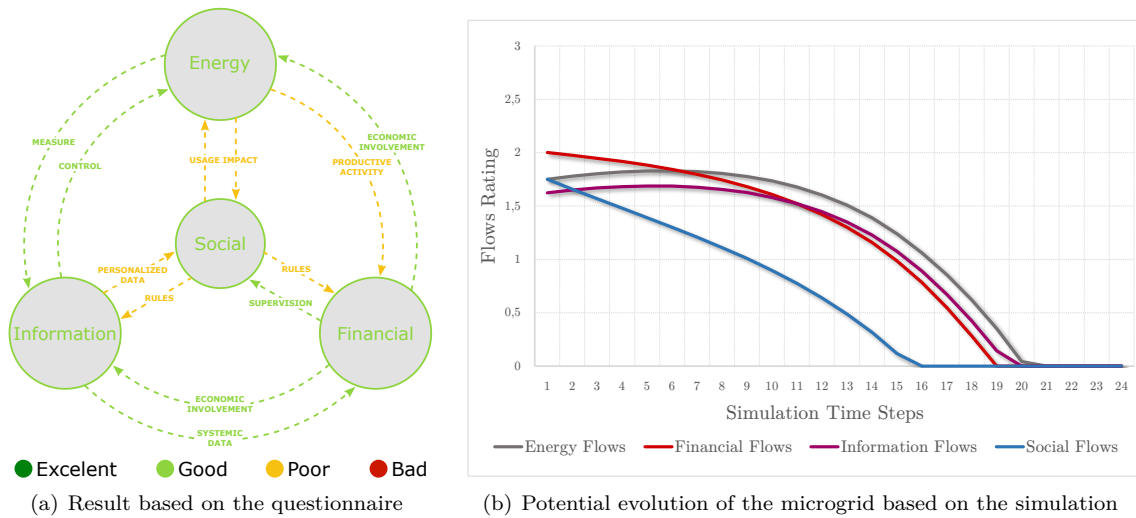 Energy
MEASURE
CONTROL
USAGE IMPACT
ECONOMIC
INVOLVEMENT
PRODUCTIVE
ACTIVITY
Social
PERSONALIZED
DATA
RULES
RULES
SUPERVISION
Information
Financial
ECONOMIC
INVOLVEMENT
SYSTEMIC
DATA
Excelent
Good
Poor
Bad
(a) Result based on the questionnaire
Flows Rating
3
2,5
2
1,5
1
0,5
0
1 2 3 4 5 6 7 8 9 10 11 12 13 14 15 16 17 18 19 20 21 22 23 24
Simulation Time Steps
Energy Flows
Financial Flows
Information Flows
Social Flows
(b) Potential evolution of the microgrid based on the simulation